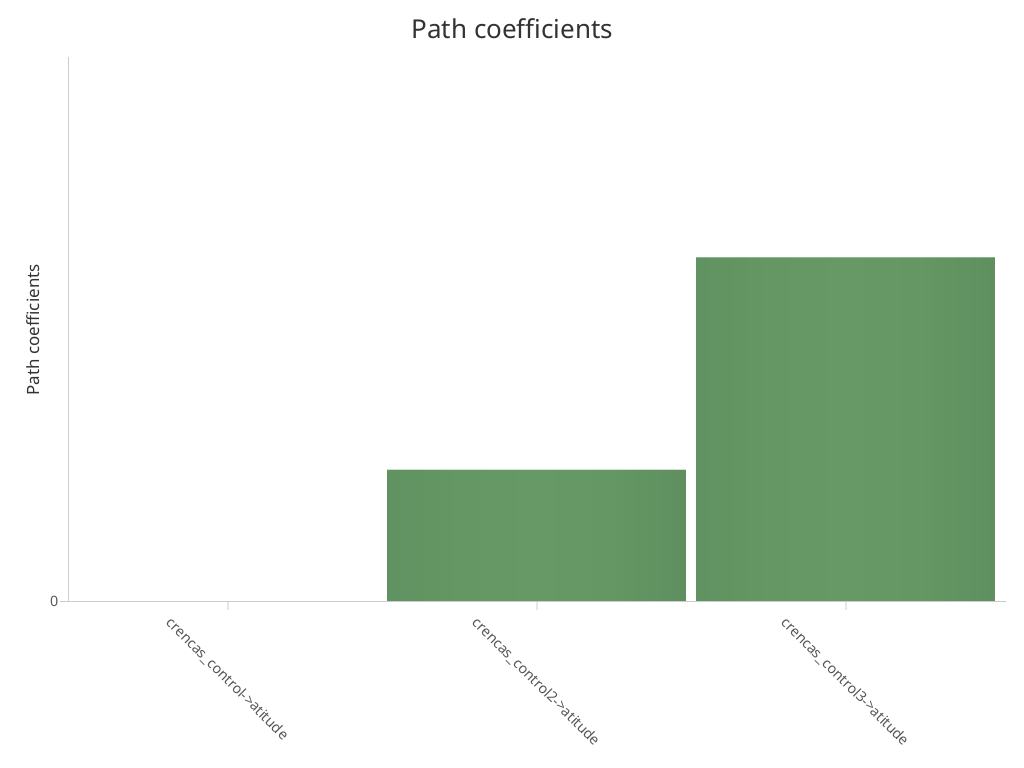 Path coefficients
Path coefficients
0
crencas_control->atitude
crencas_control2->atitude
crencas_control3->atitude